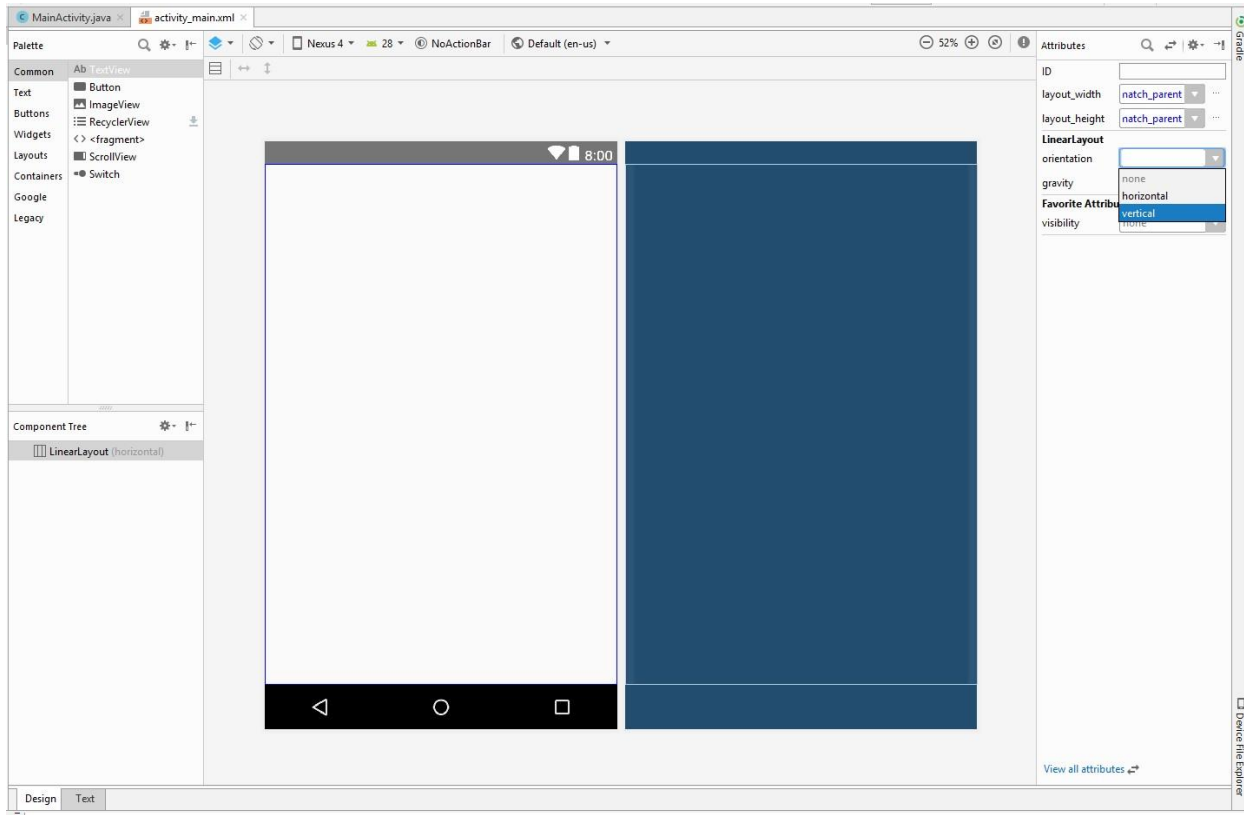 MainActivity.java
activity_main.xml
Palette
Common
Text
Buttons
Widgets
Layouts
Containers
Google
Legacy
Ab TextView
Button
ImageView
RecyclerView
<> <fragment>
ScrollView
Switch
Nexus 4
28
NoActionBar
Default (en-us)
52%
8:00
Component Tree
LinearLayout (horizontal)
Attributes
ID
layout_width natch_parent ...
layout_height natch_parent ...
LinearLayout
orientation
none
horizontal
vertical
gravity
Favorite Attribu
visibility none
View all attributes
Gradle
Device File Explorer
Design
Text